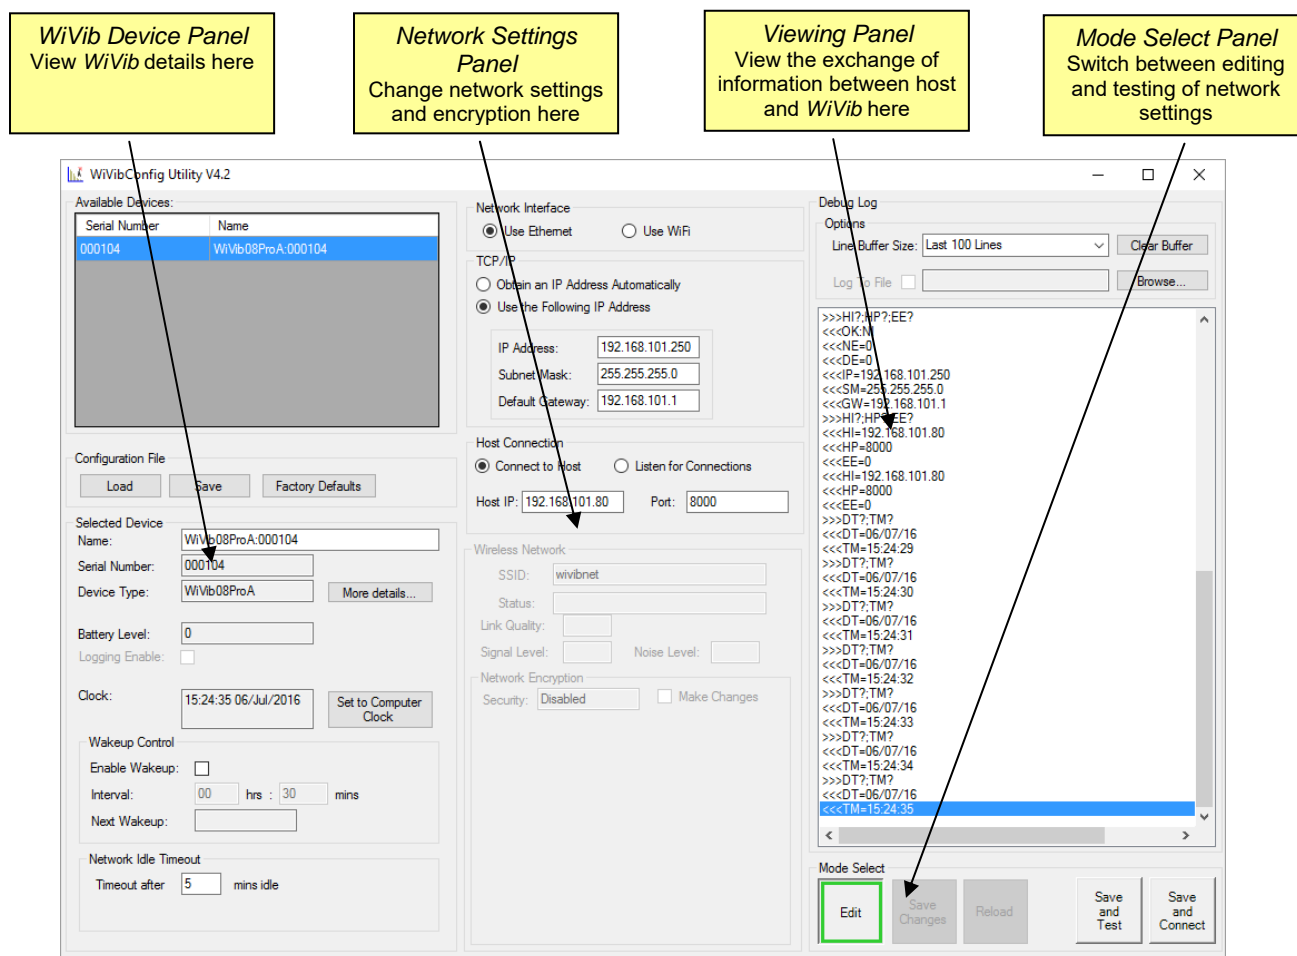 WiVib Device Panel
View WiVib details here
Network Settings
Panel
Change network settings
and encryption here
Viewing Panel
View the exchange of
information between host
and WiVib here
Mode Select Panel
Switch between editing
and testing of network
settings
WiVibConfig Utility V4.2
Available Devices:
Serial Number Name
000104 WiVib08ProA:000104
Configuration File
Load Save Factory Defaults
Selected Device
Name: WiVib08ProA:000104
Serial Number: 000104
Device Type: WiVib08ProA More details...
Battery Level: 0
Logging Enable:
Clock: 15:24:35 06/Jul/2016 Set to Computer
Clock
Wakeup Control
Enable Wakeup:
Interval: 00 hrs : 30 mins
Next Wakeup:
Network Idle Timeout
Timeout after 5 mins idle
Network Interface
Use Ethernet Use WiFi
TCP/IP
Obtain an IP Address Automatically
Use the Following IP Address
IP Address: 192.168.101.250
Subnet Mask: 255.255.255.0
Default Gateway: 192.168.101.1
Host Connection
Connect to Host Listen for Connections
Host IP: 192.168.101.80 Port: 8000
Wireless Network
SSID: wivibnet
Status:
Link Quality:
Signal Level: Noise Level:
Network Encryption
Security: Disabled Make Changes
Debug Log
Options
Line Buffer Size: Last 100 Lines Clear Buffer
Log To File Browse...
>>>HI?;HP?;EE?
<<<OK:NI
<<<NE=0
<<<DE=0
<<<IP=192.168.101.250
<<<SM=255.255.255.0
<<<GW=192.168.101.1
>>>HI?;HP?;EE?
<<<HI=192.168.101.80
<<<HP=8000
<<<EE=0
<<<HI=192.168.101.80
<<<HP=8000
<<<EE=0
>>>DT?;TM?
<<<DT=06/07/16
<<<TM=15:24:29
>>>DT?;TM?
<<<DT=06/07/16
<<<TM=15:24:30
>>>DT?;TM?
<<<DT=06/07/16
<<<TM=15:24:31
>>>DT?;TM?
<<<DT=06/07/16
<<<TM=15:24:32
>>>DT?;TM?
<<<DT=06/07/16
<<<TM=15:24:33
>>>DT?;TM?
<<<DT=06/07/16
<<<TM=15:24:34
>>>DT?;TM?
<<<DT=06/07/16
<<<TM=15:24:35
Mode Select
Edit
Save
Changes
Reload
Save
and
Test
Save
and
Connect